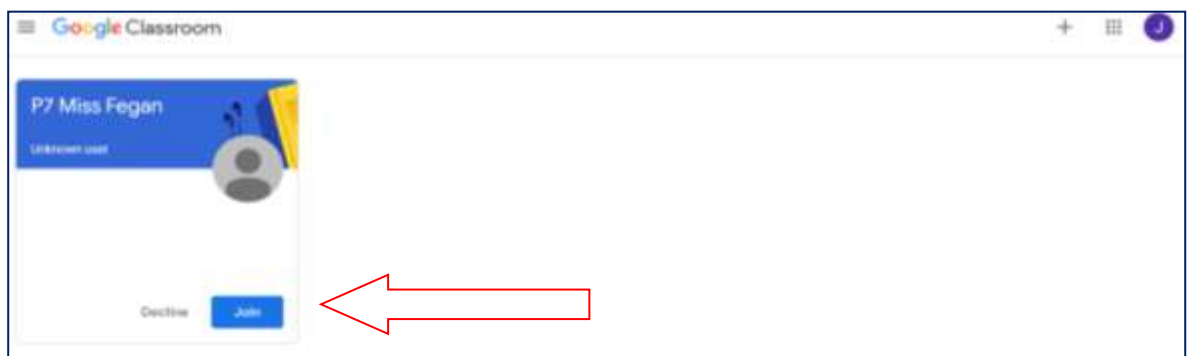 Google Classroom
J
P7 Miss Fegan
Unknown user
Decline
Join